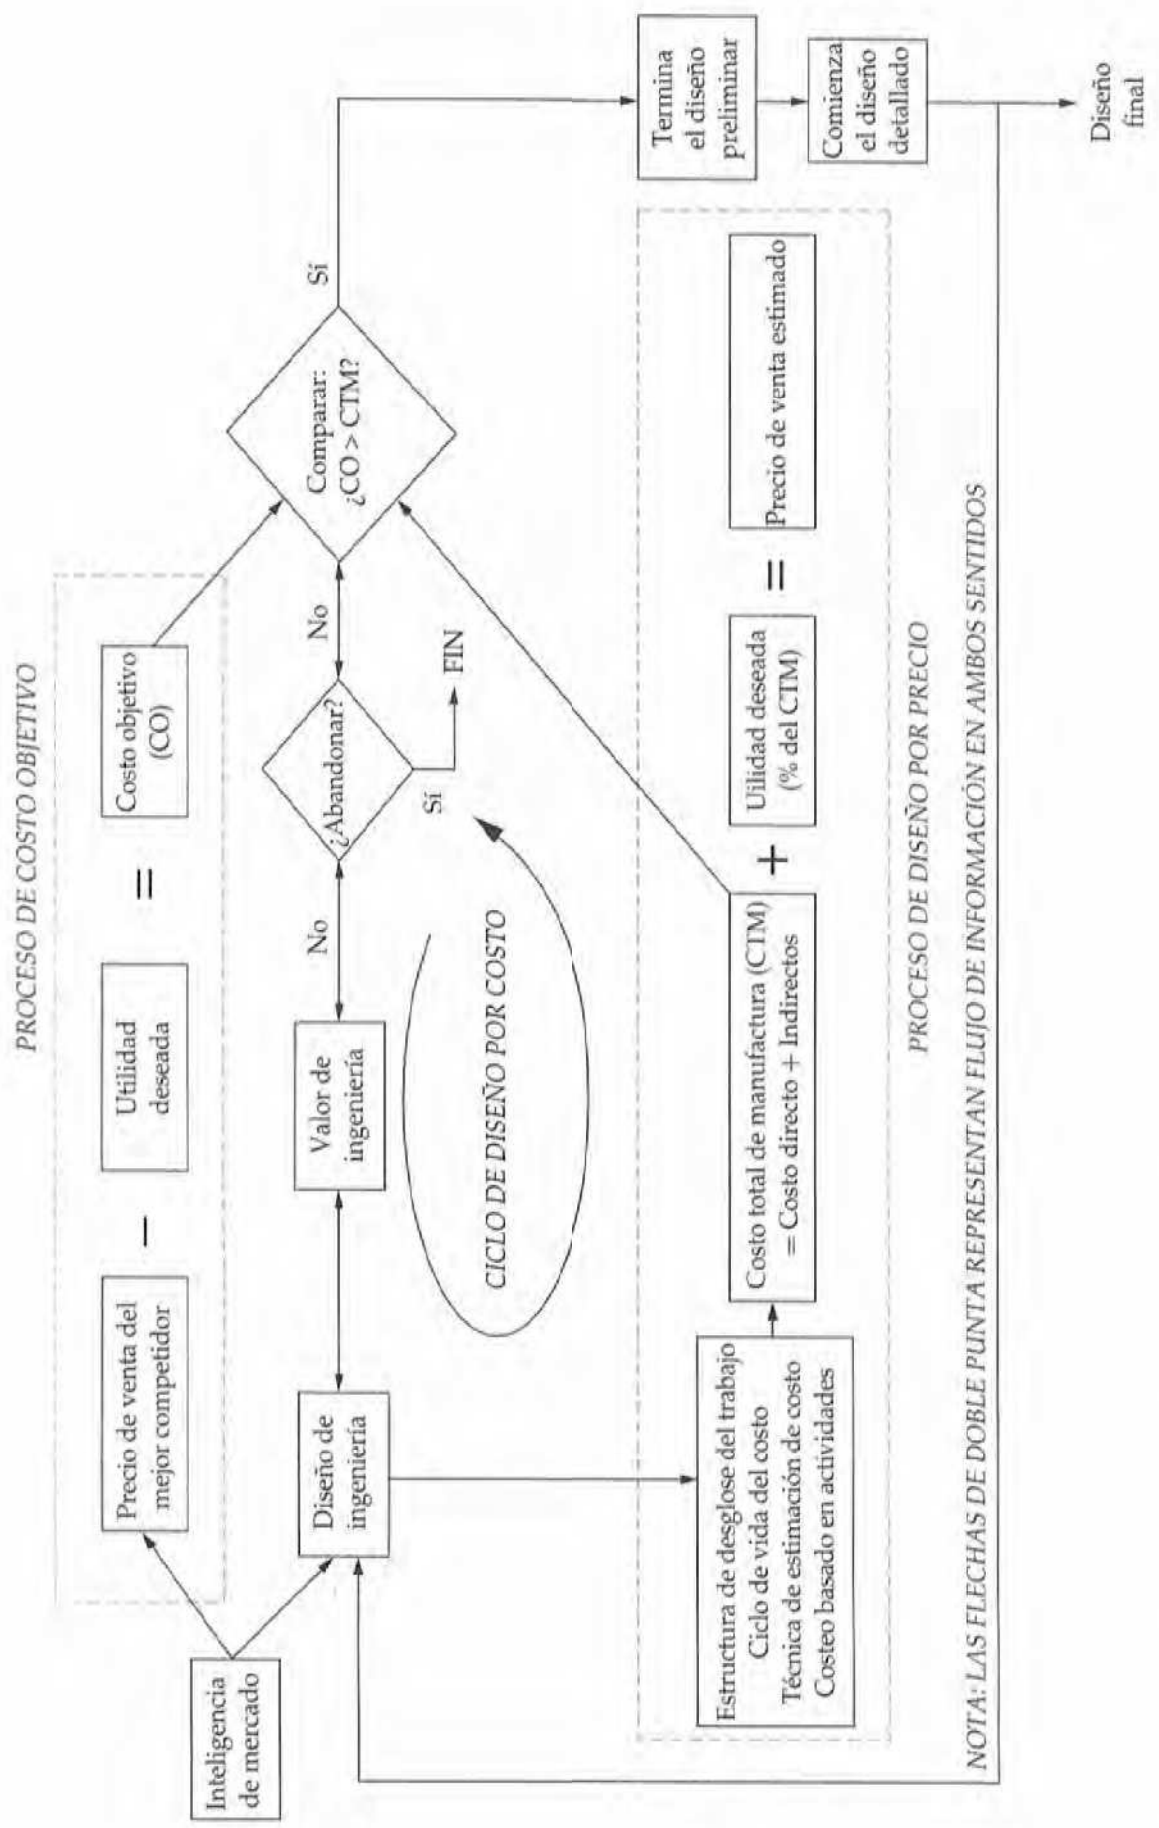 PROCESO DE COSTO OBJETIVO
Inteligencia
de mercado
Precio de venta del
mejor competidor
−
Utilidad
deseada
=
Costo objetivo
(CO)
Diseño de
ingeniería
Valor de
ingeniería
No
¿Abandonar?
Sí
FIN
No
Comparar:
¿CO > CTM?
Sí
CICLO DE DISEÑO POR COSTO
Termina
el diseño
preliminar
Comienza
el diseño
detallado
Diseño
final
Estructura de desglose del trabajo
Ciclo de vida del costo
Técnica de estimación de costo
Costeo basado en actividades
Costo total de manufactura (CTM)
= Costo directo + Indirectos
+
Uilidad deseada
(% del CTM)
=
Precio de venta estimado
PROCESO DE DISEÑO POR PRECIO
NOTA: LAS FLECHAS DE DOBLE PUNTA REPRESENTAN FLUJO DE INFORMACIÓN EN AMBOS SENTIDOS